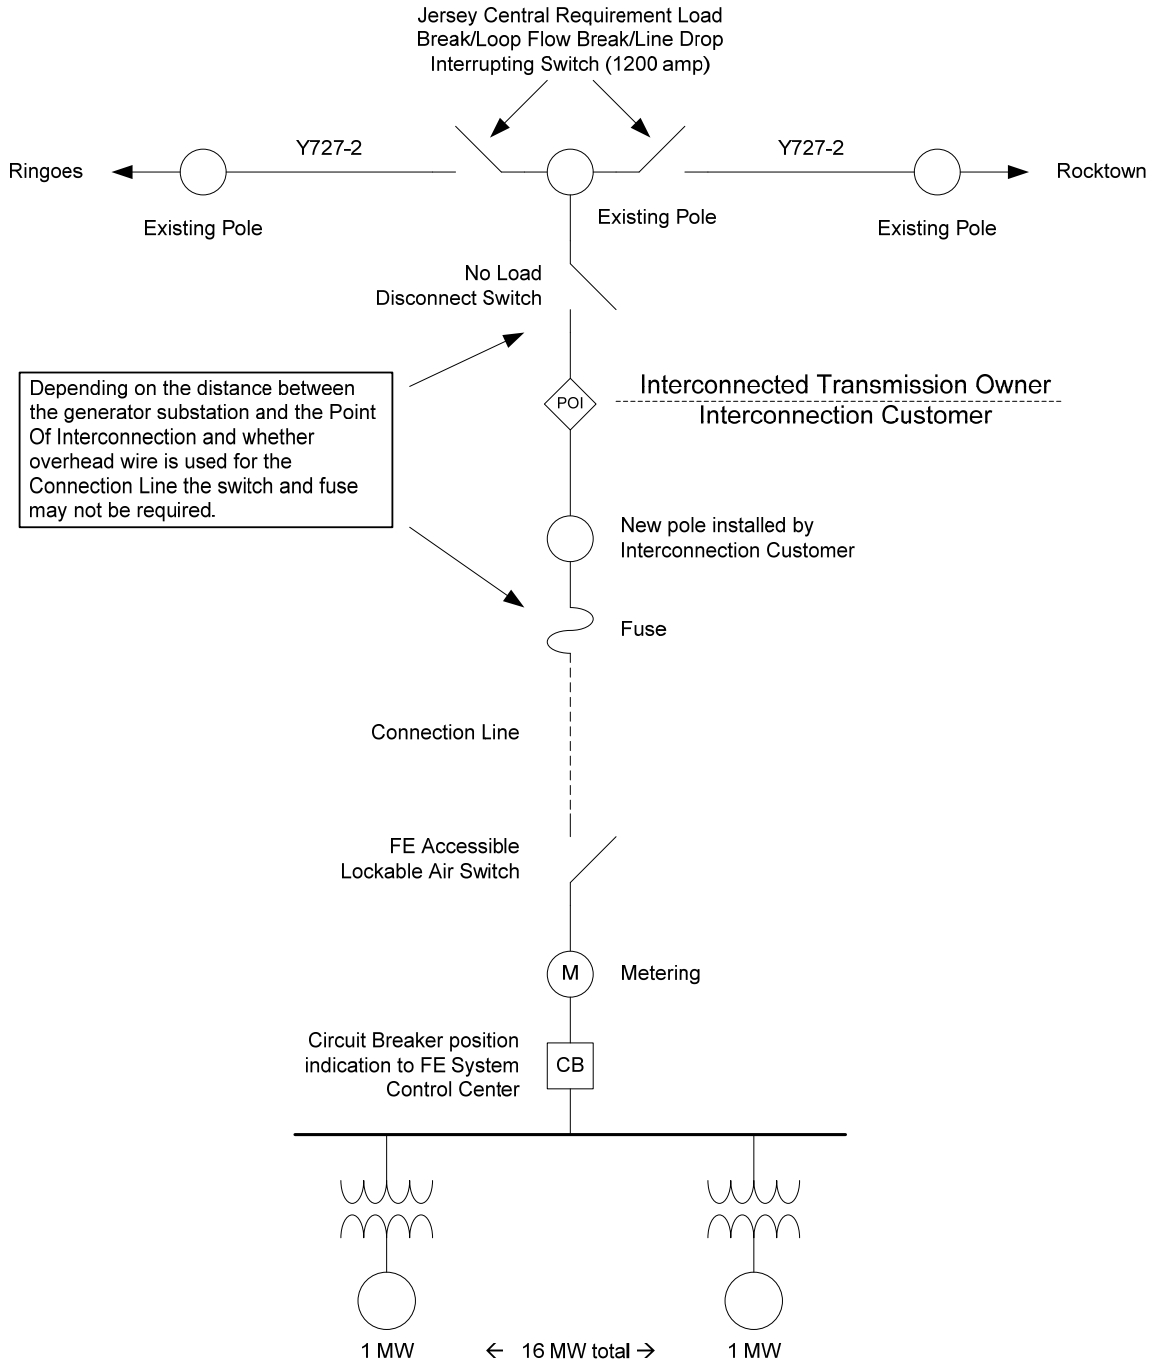 Jersey Central Requirement Load
Break/Loop Flow Break/Line Drop
Interrupting Switch (1200 amp)
Y727-2
Y727-2
Ringoes
Rocktown
Existing Pole
Existing Pole
Existing Pole
No Load
Disconnect Switch
Depending on the distance between
the generator substation and the Point
Of Interconnection and whether
overhead wire is used for the
Connection Line the switch and fuse
may not be required.
POI
Interconnected Transmission Owner
Interconnection Customer
New pole installed by
Interconnection Customer
Fuse
Connection Line
FE Accessible
Lockable Air Switch
M
Metering
Circuit Breaker position
indication to FE System
Control Center
CB
1 MW
← 16 MW total →
1 MW